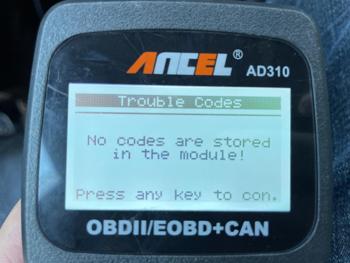 ANCEL®
AD310
Trouble Codes
No codes are stored
in the module!
Press any key to con.
OBDII/EOBD+CAN